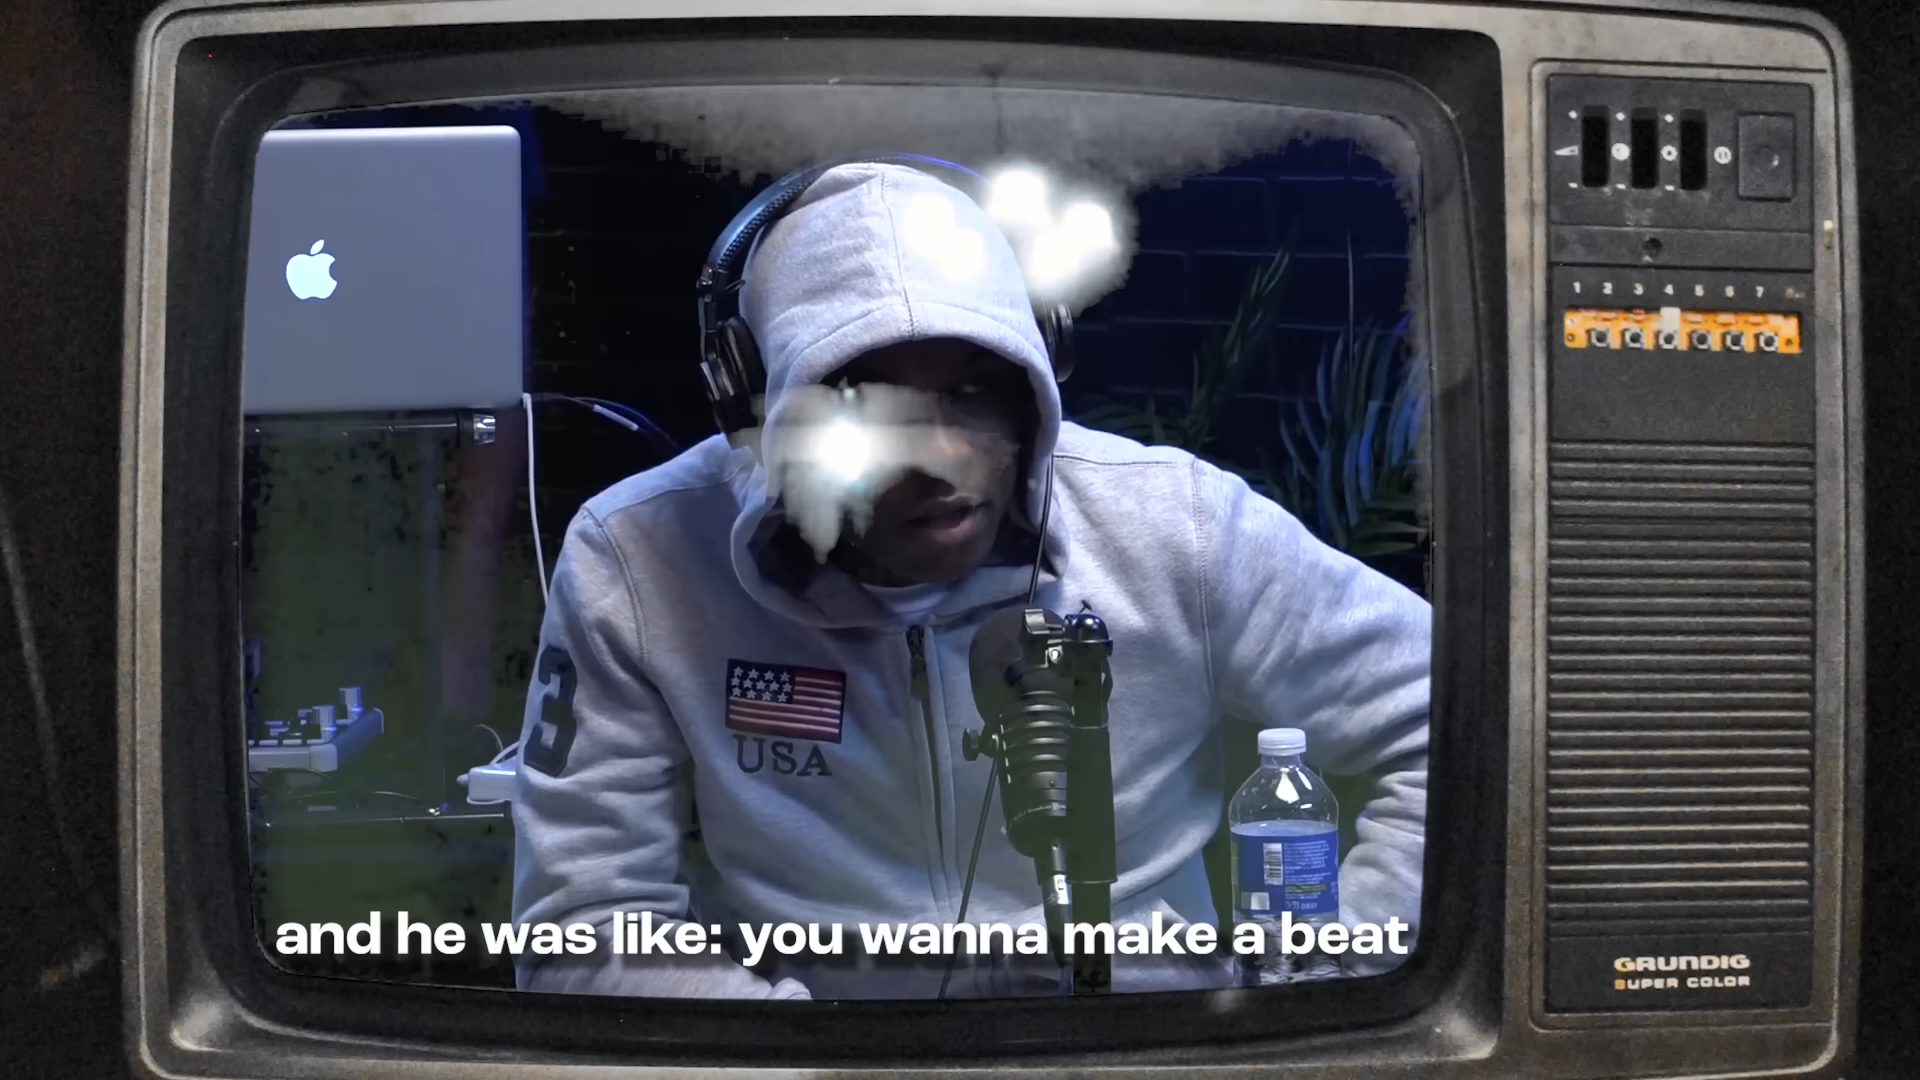 1 2 3 4 5 6 7
3
USA
and he was like: you wanna make a beat
GRUNDIG
SUPER COLOR